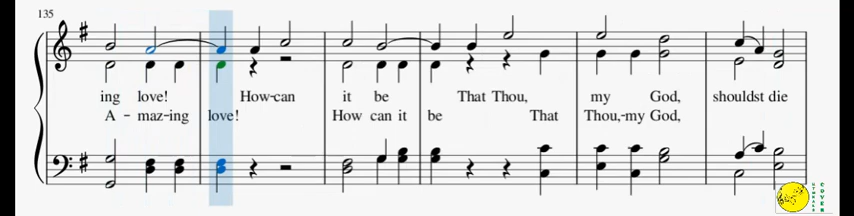 135
ing love! How-can it be That Thou, my God, shouldst die
A - maz-ing love! How can it be That Thou,-my God,